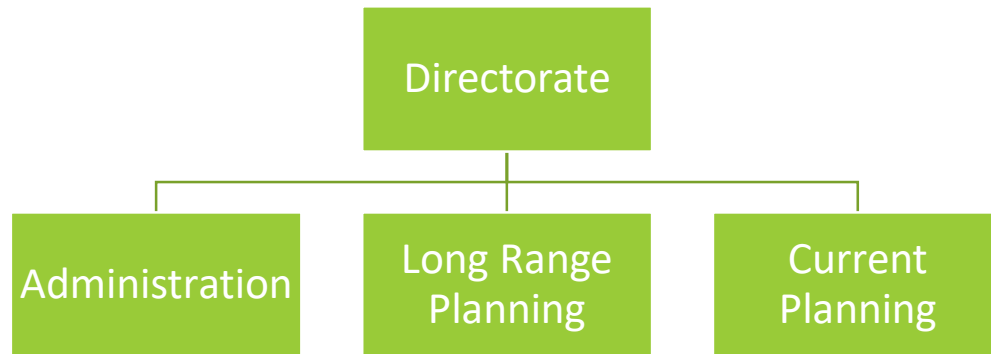 Directorate
Administration
Long Range
Planning
Current
Planning